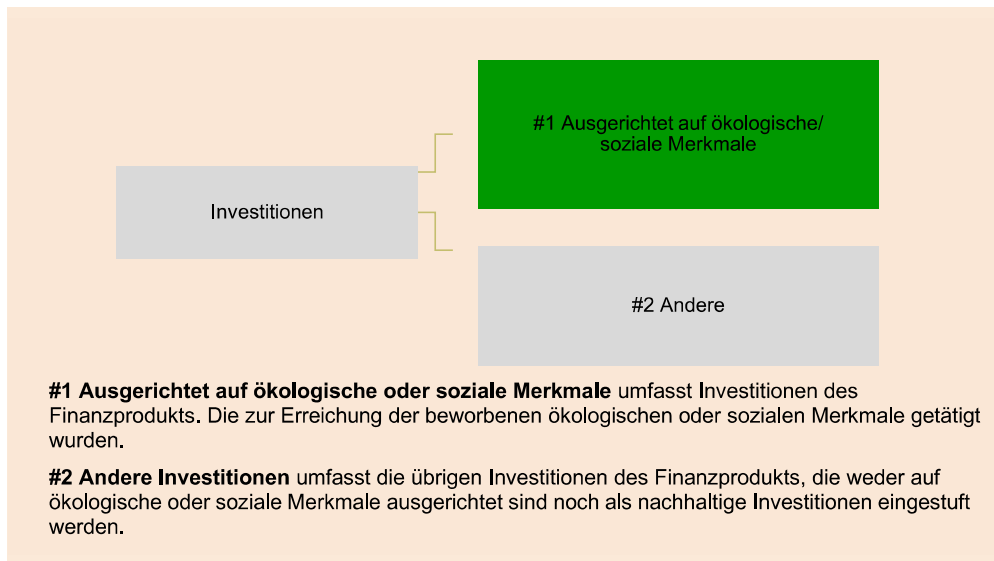 #1 Ausgerichtet auf ökologische/
soziale Merkmale
Investitionen
#2 Andere
#1 Ausgerichtet auf ökologische oder soziale Merkmale umfasst Investitionen des
Finanzprodukts. Die zur Erreichung der beworbenen ökologischen oder sozialen Merkmale getätigt
wurden.
#2 Andere Investitionen umfasst die übrigen Investitionen des Finanzprodukts, die weder auf
ökologische oder soziale Merkmale ausgerichtet sind noch als nachhaltige Investitionen eingestuft
werden.